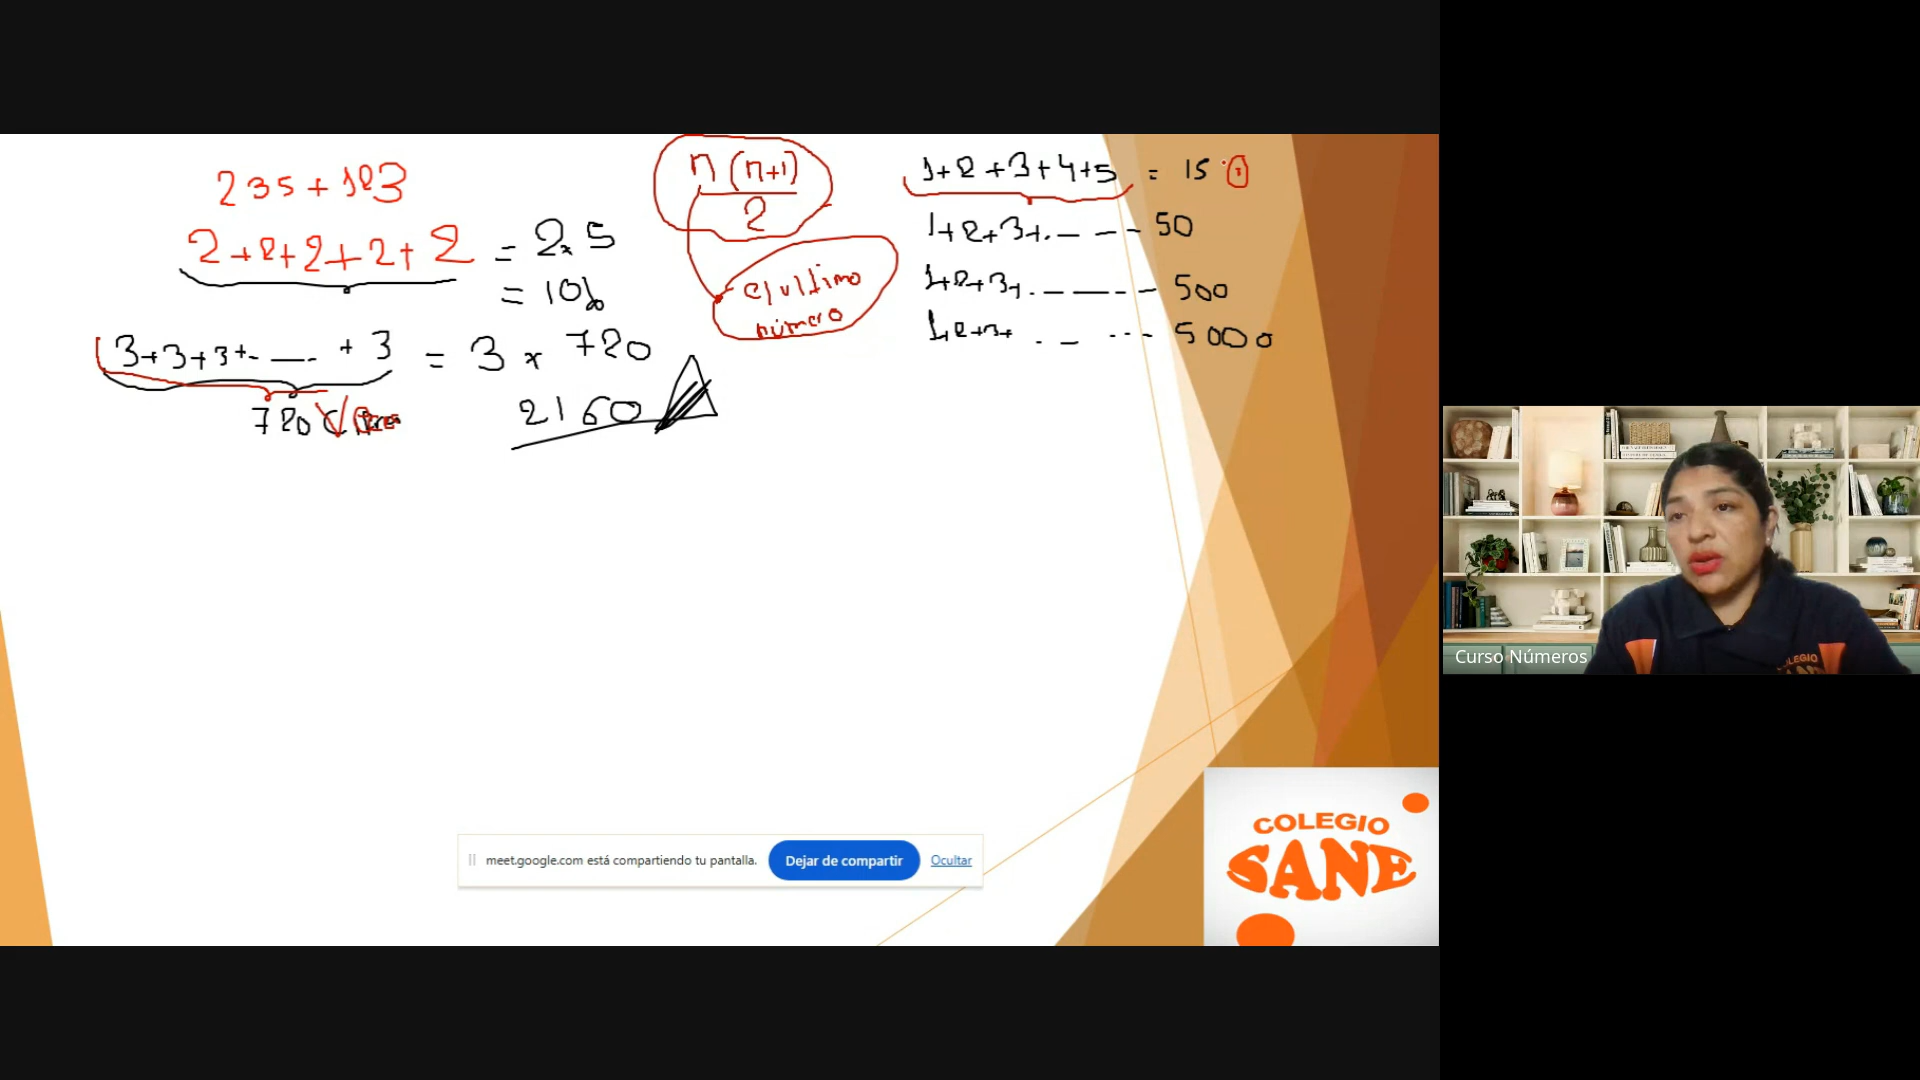 235 + 123
2 + 2 + 2 + 2 + 2 = 2 x 5
= 10
3 + 3 + 3 + - — - + 3 = 3 x 720
720
2160
n (n+1)
2
el ultimo
número
1 + 2 + 3 + 4 + 5 = 15
1 + 2 + 3 + . — — - 50
1 + 2 + 3 + . — — - — 500
1 + 2 + 3 + . — ... - 5000
meet.google.com está compartiendo tu pantalla.
Dejar de compartir
Ocultar
COLEGIO
SANE
Curso Números